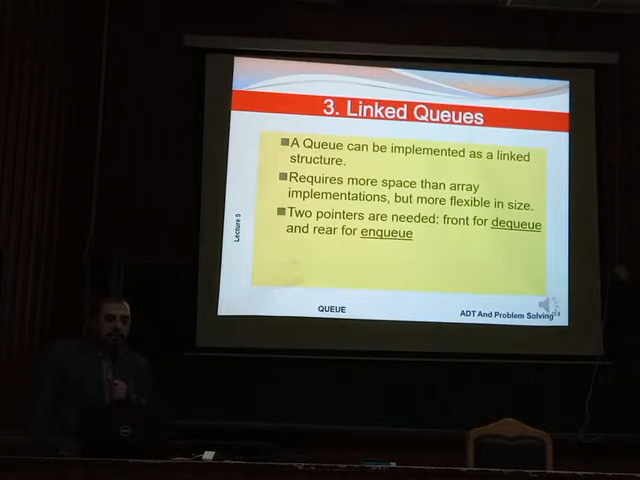 3. Linked Queues
A Queue can be implemented as a linked
structure.
Requires more space than array
implementations, but more flexible in size.
Two pointers are needed: front for dequeue
and rear for enqueue
Lecture 5
QUEUE
ADT And Problem Solving
DELL